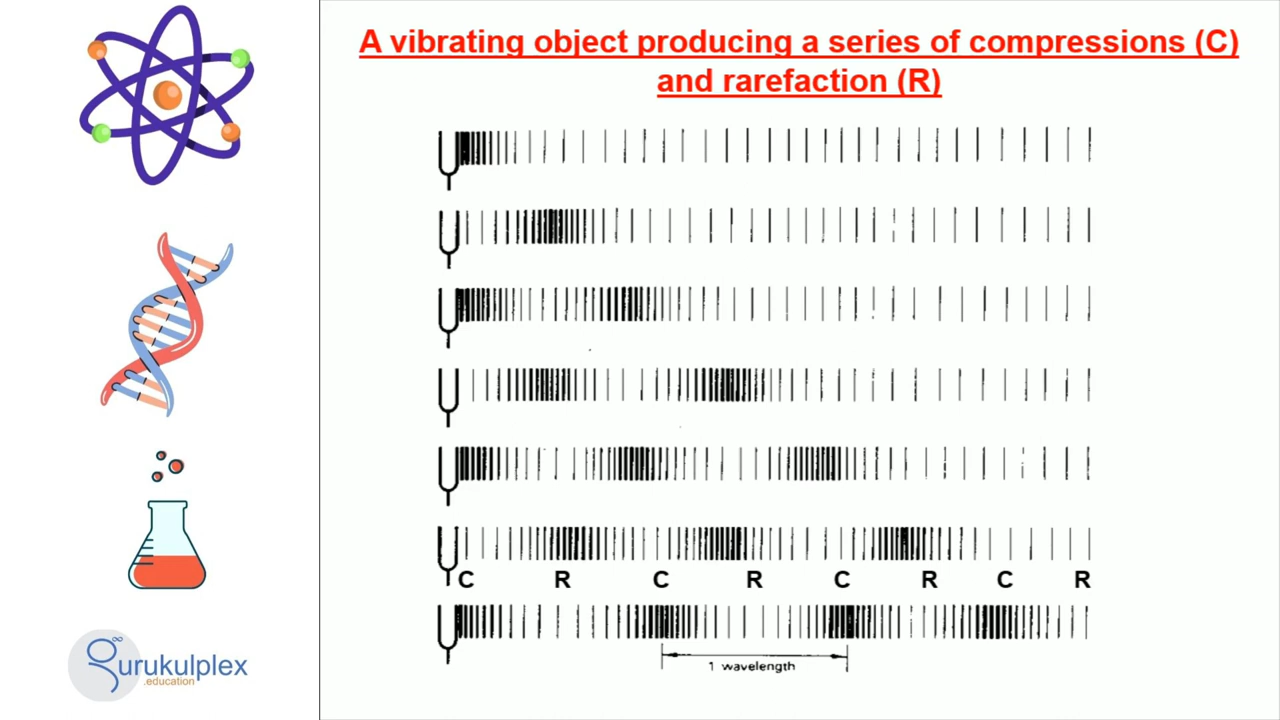 A vibrating object producing a series of compressions (C)
and rarefaction (R)
C R C R C R C R
1 wavelength
∞
gurukulplex
.education